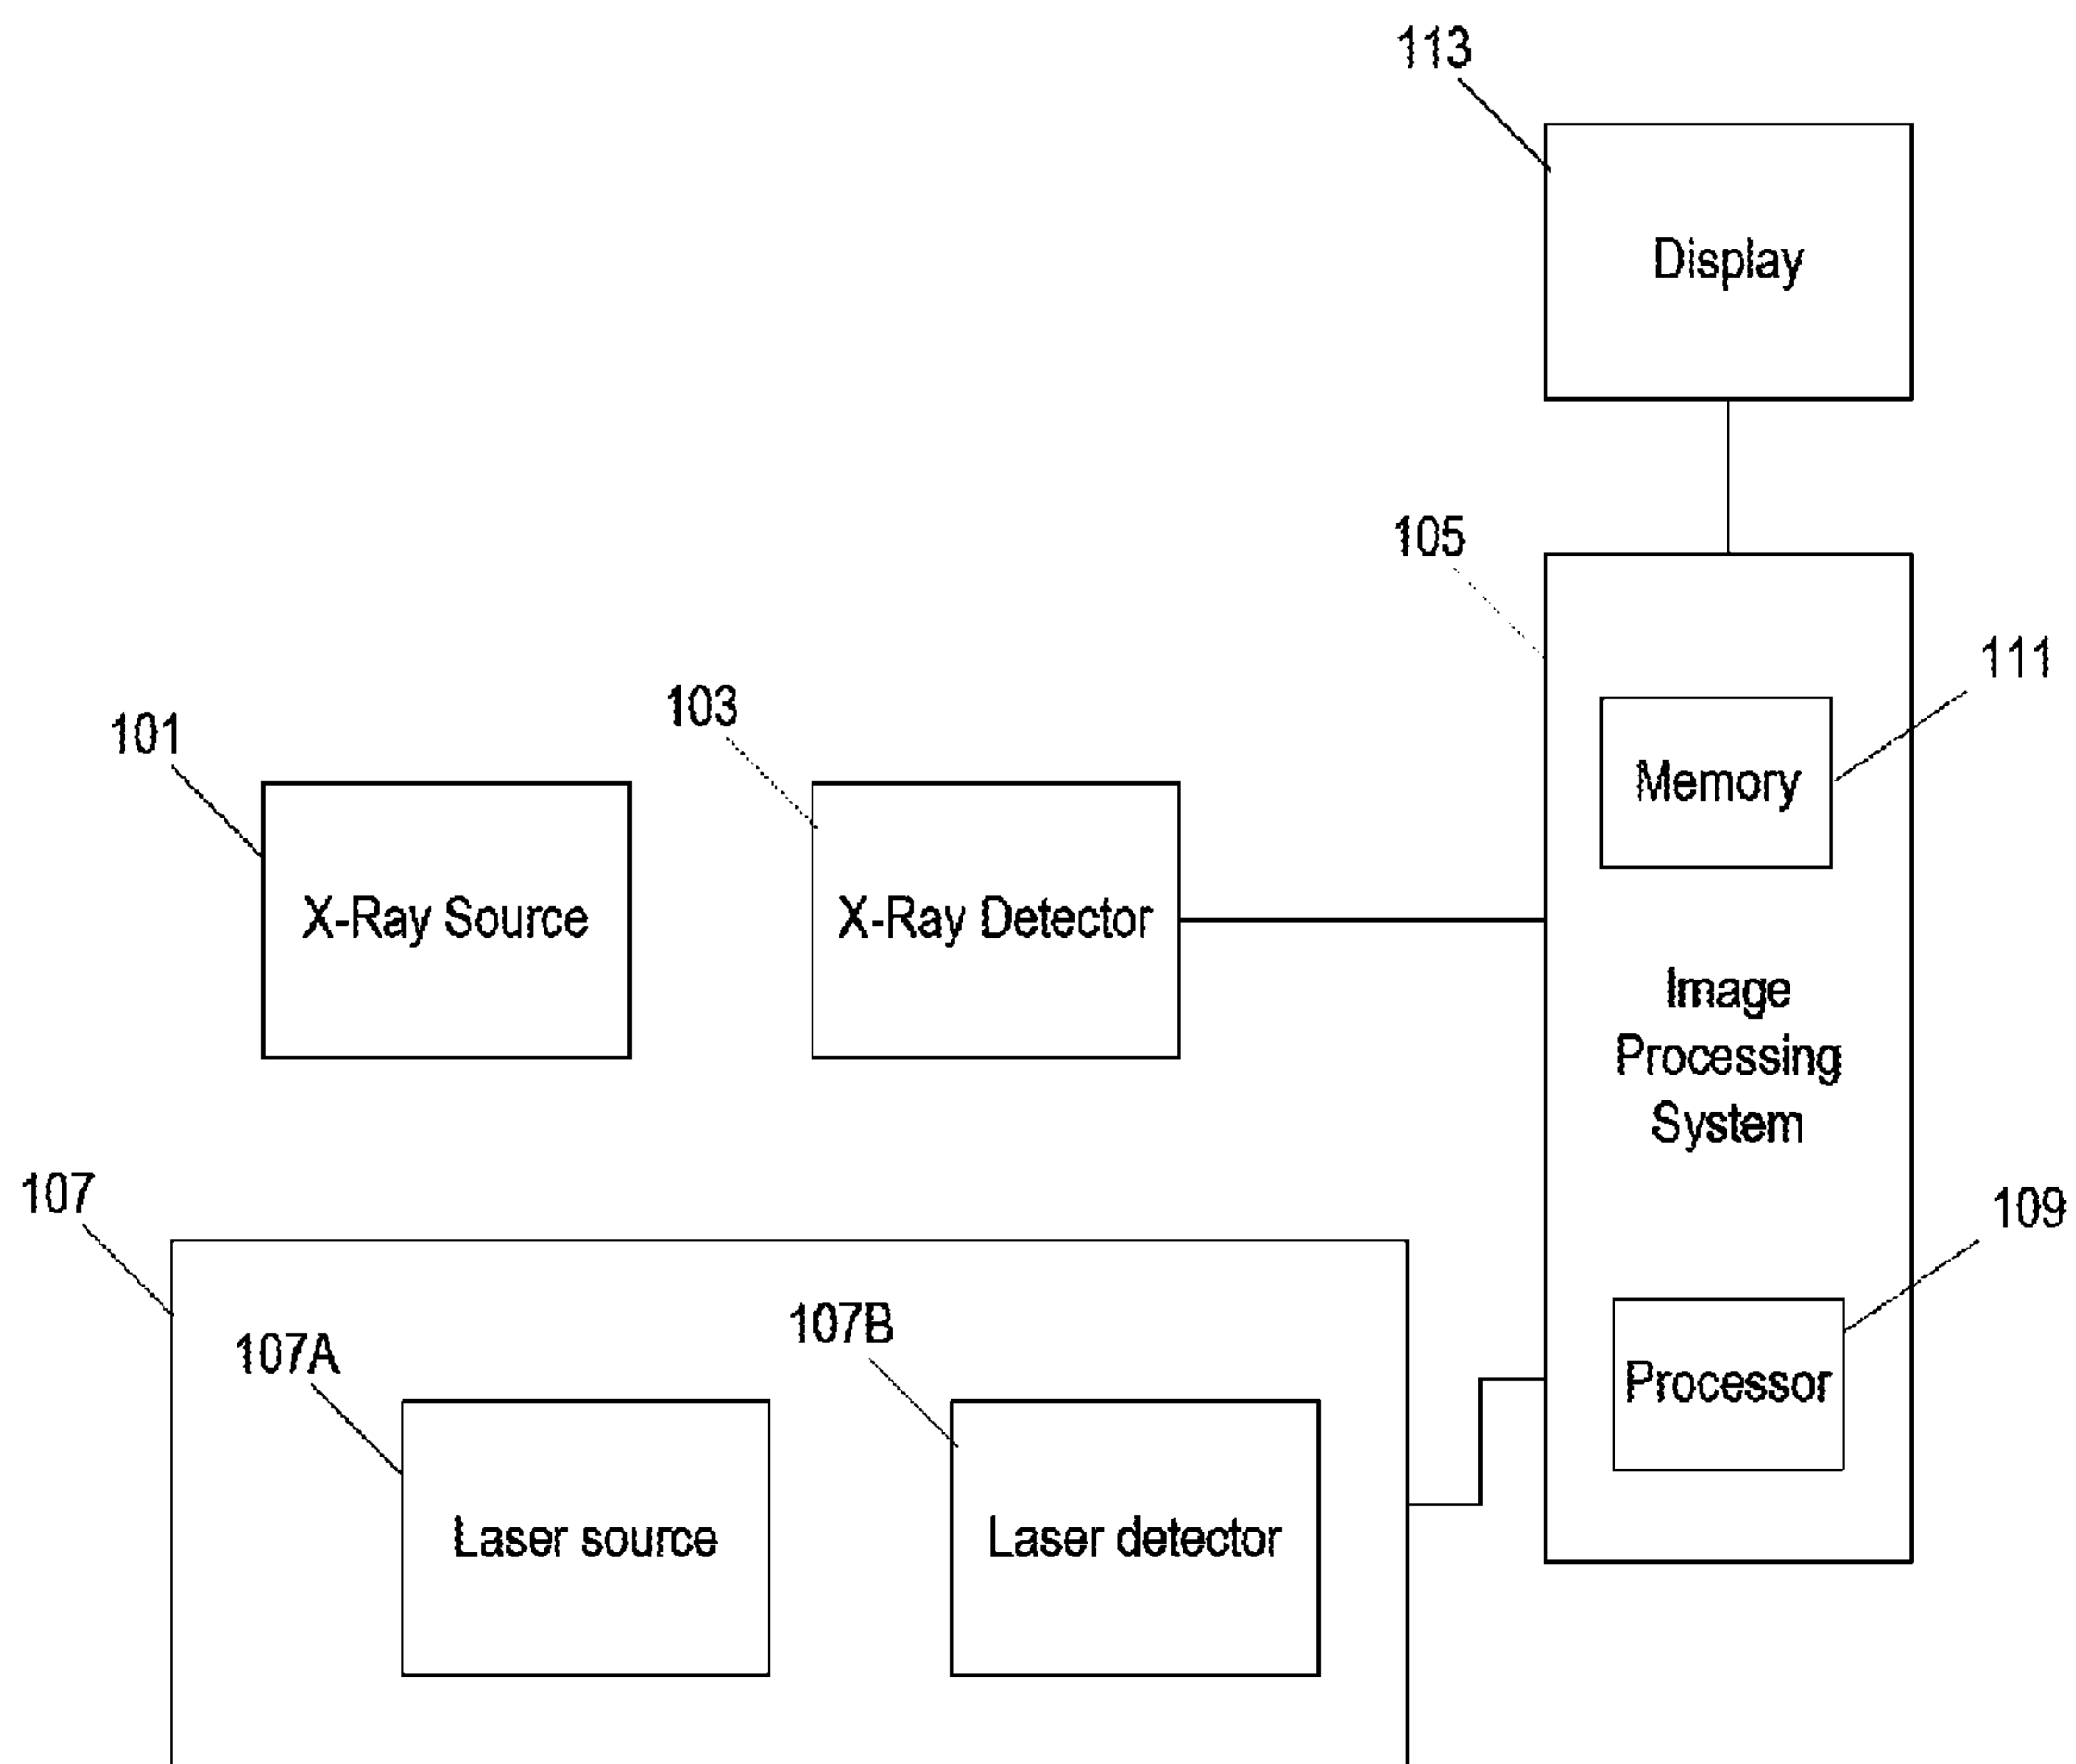 113
Display
105
111
Memory
101
103
X-Ray Source
X-Ray Detector
Image
Processing
System
107
109
107A
107B
Processor
Laser source
Laser detector